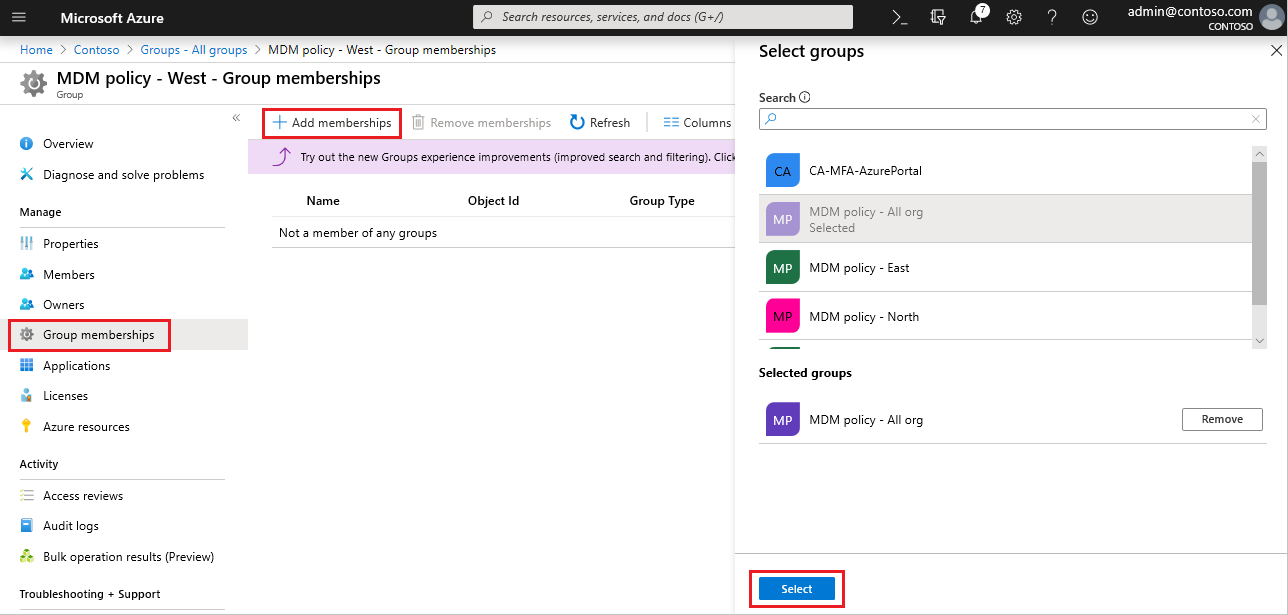 Microsoft Azure
Search resources, services, and docs (G+/)
7
admin@contoso.com
CONTOSO
Home > Contoso > Groups - All groups > MDM policy - West - Group memberships
MDM policy - West - Group memberships
Group
«
Overview
Diagnose and solve problems
Manage
Properties
Members
Owners
Group memberships
Applications
Licenses
Azure resources
Activity
Access reviews
Audit logs
Bulk operation results (Preview)
Troubleshooting + Support
Add memberships
Remove memberships
Refresh
Columns
Try out the new Groups experience improvements (improved search and filtering). Click
Name
Object Id
Group Type
Not a member of any groups
Select groups
Search
CA
CA-MFA-AzurePortal
MP
MDM policy - All org
Selected
MP
MDM policy - East
MP
MDM policy - North
Selected groups
MP
MDM policy - All org
Remove
Select